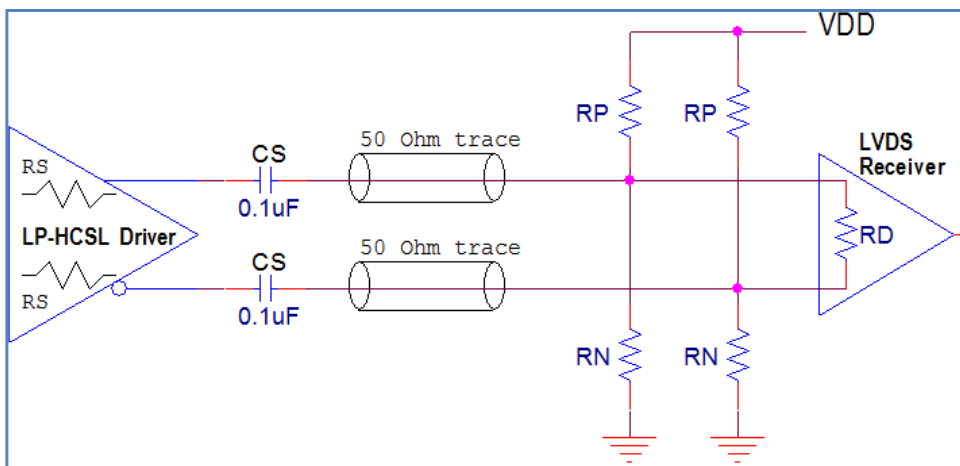 VDD
RP
RP
LVDS
Receiver
50 Ohm trace
CS
0.1uF
RS
LP-HCSL Driver
RS
RD
50 Ohm trace
CS
0.1uF
RN
RN